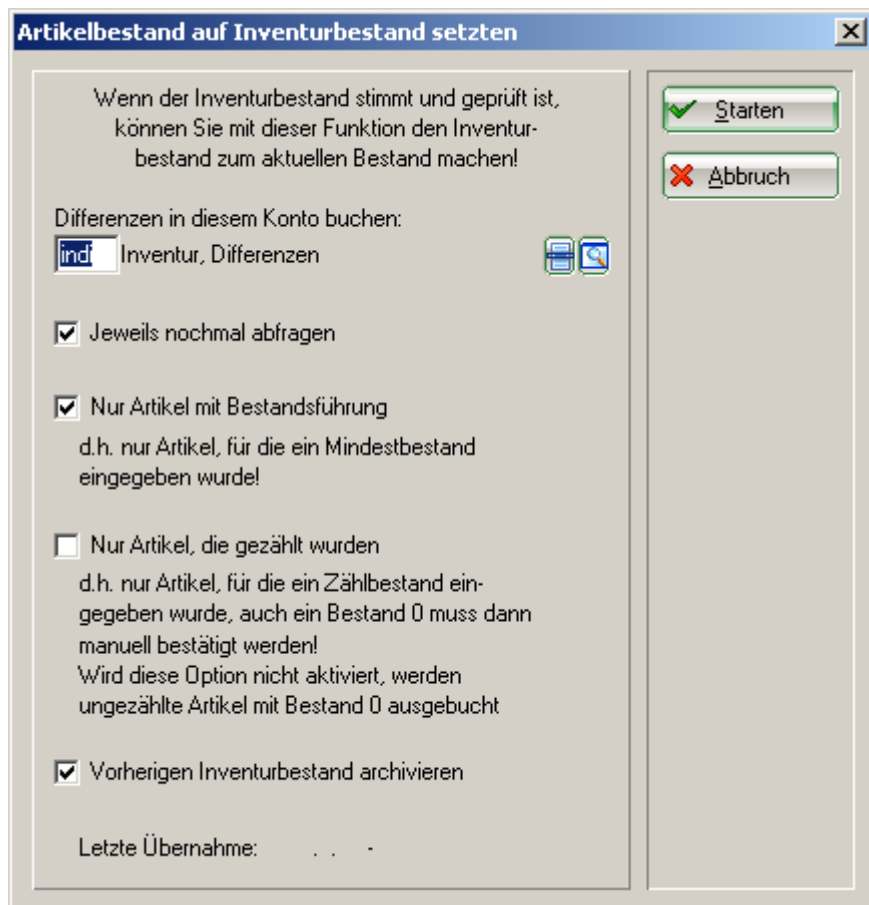 Artikelbestand auf Inventurbestand setzten
Wenn der Inventurbestand stimmt und geprüft ist,
können Sie mit dieser Funktion den Inventur-
bestand zum aktuellen Bestand machen!
Starten
Abbruch
Differenzen in diesem Konto buchen:
ind Inventur, Differenzen
Jeweils nochmal abfragen
Nur Artikel mit Bestandsführung
d.h. nur Artikel, für die ein Mindestbestand
eingegeben wurde!
Nur Artikel, die gezählt wurden
d.h. nur Artikel, für die ein Zählbestand ein-
gegeben wurde, auch ein Bestand 0 muss dann
manuell bestätigt werden!
Wird diese Option nicht aktiviert, werden
ungezählte Artikel mit Bestand 0 ausgebucht
Vorherigen Inventurbestand archivieren
Letzte Übernahme: . . -